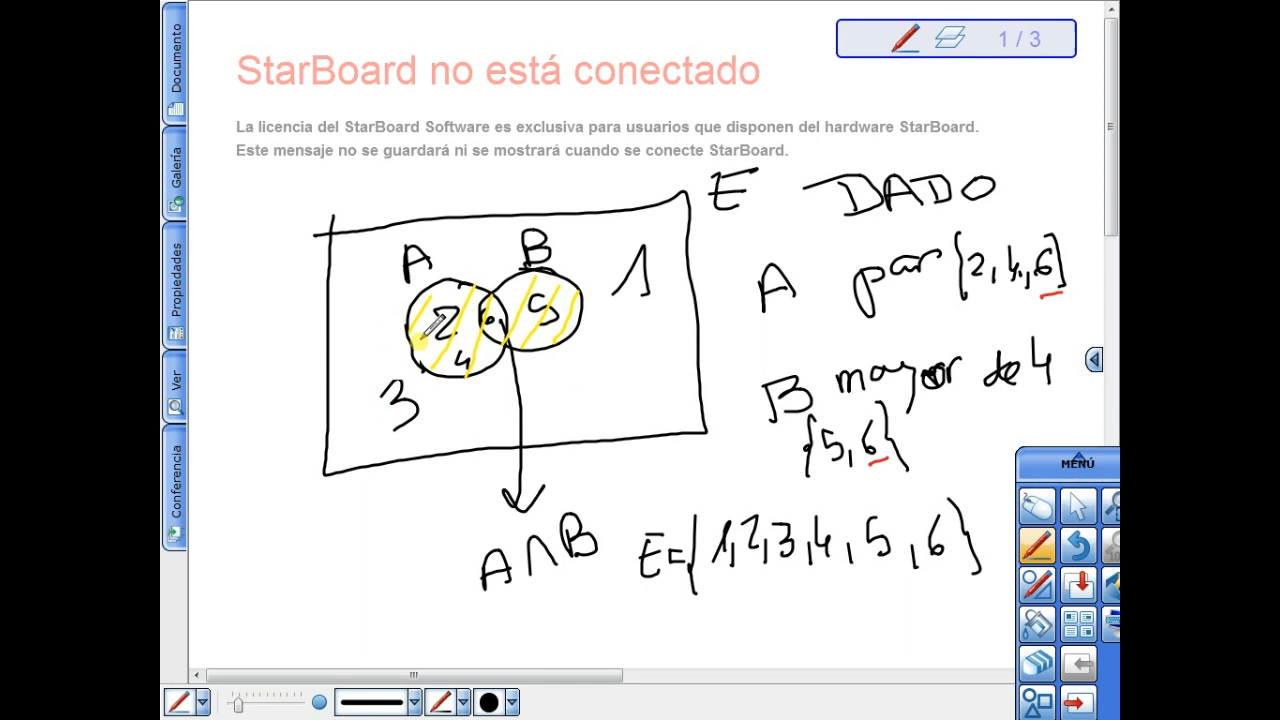 1 / 3
StarBoard no está conectado
La licencia del StarBoard Software es exclusiva para usuarios que disponen del hardware StarBoard.
Este mensaje no se guardará ni se mostrará cuando se conecte StarBoard.
Documento
Galería
Propiedades
Ver
Conferencia
E DADO
A B 1
2 6 5
4
3
A par {2,4,6}
B mayor de 4
{5,6}
A∩B
E={1,2,3,4,5,6}
MENÚ